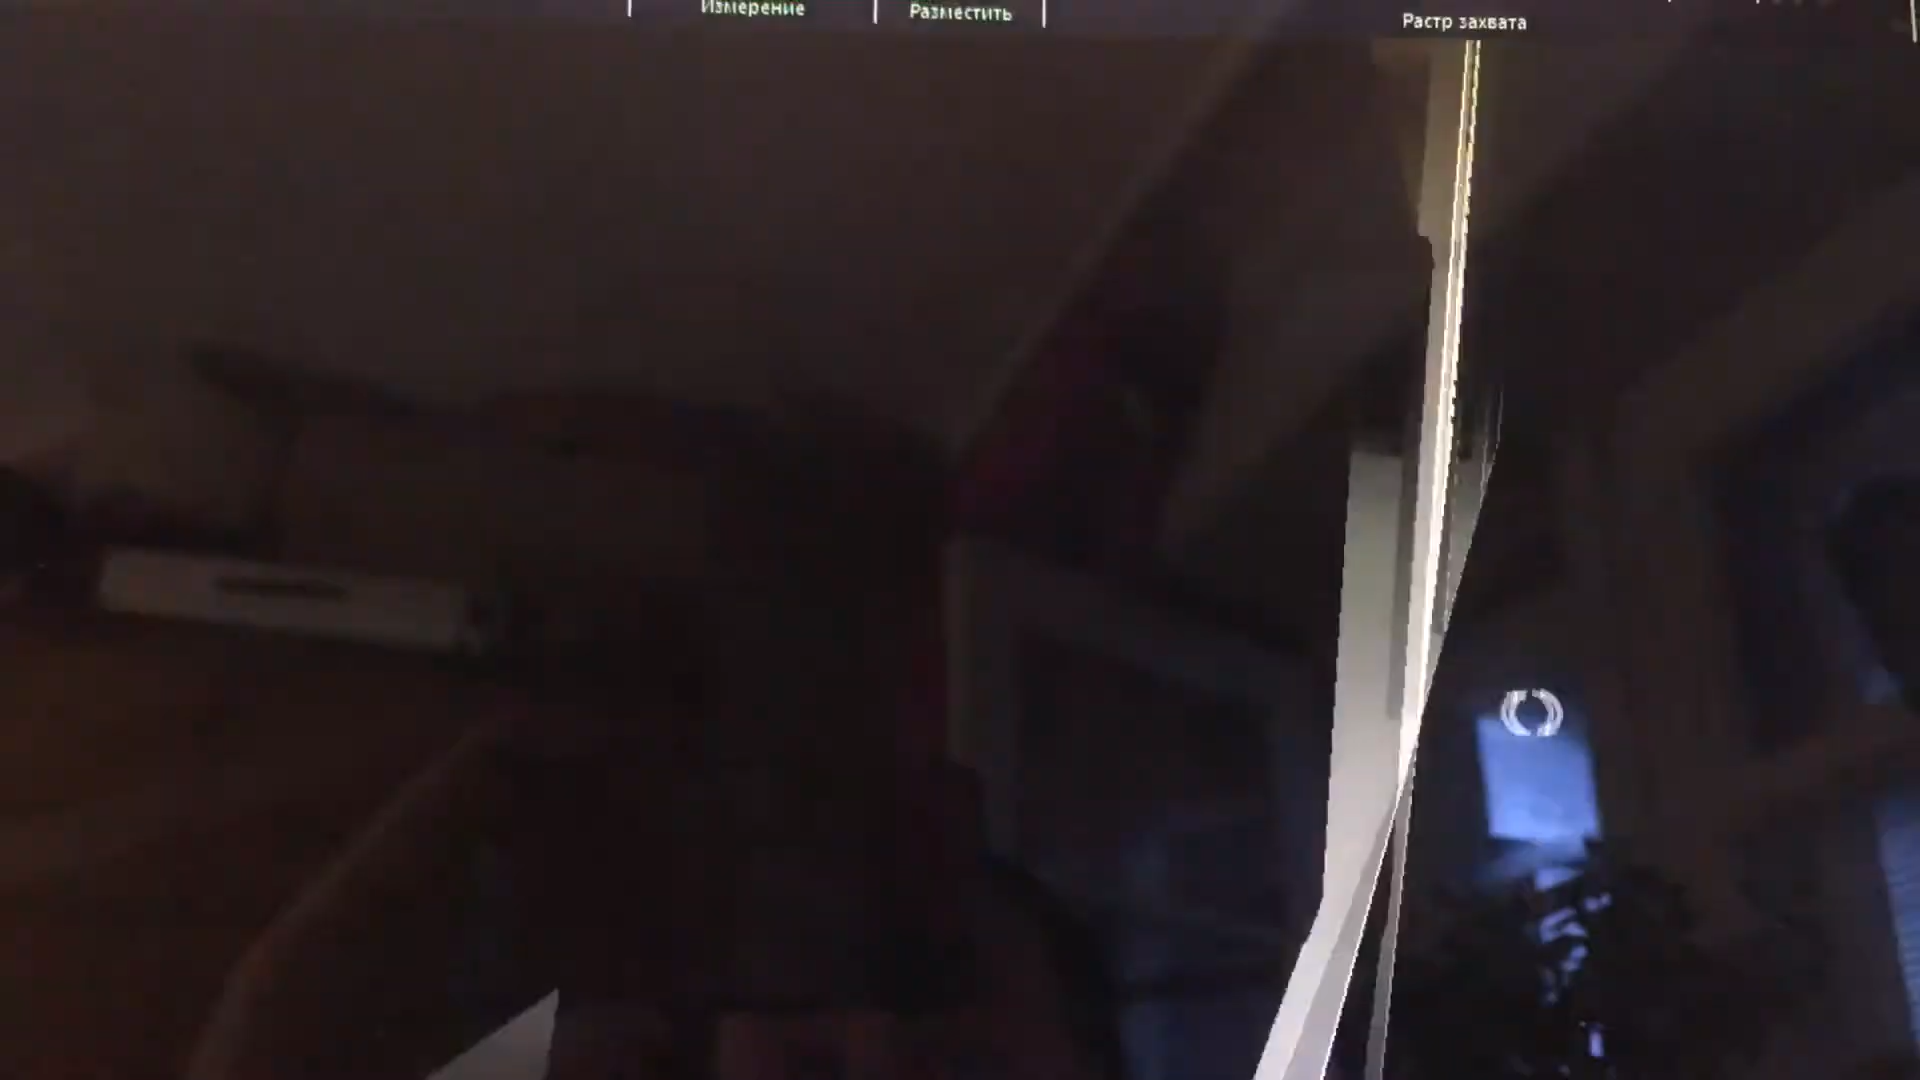 Измерение
Разместить
Растр захвата